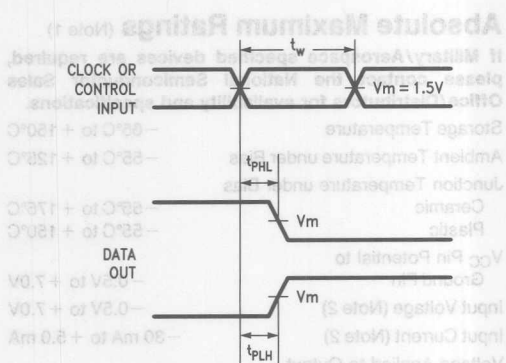 tw
CLOCK OR
CONTROL
INPUT
Vm = 1.5V
tPHL
Vm
DATA
OUT
Vm
tPLH
Absolute Maximum Ratings (Note 1)
If Military/Aerospace specified devices are required,
please contact the National Semiconductor Sales
Office/Distributors for availability and specifications.
Storage Temperature −65°C to +150°C
Ambient Temperature under Bias −55°C to +125°C
Junction Temperature under Bias
Ceramic −55°C to +175°C
Plastic −55°C to +150°C
VCC Pin Potential to
Ground Pin −0.5V to +7.0V
Input Voltage (Note 2) −0.5V to +7.0V
Input Current (Note 2) −30 mA to +5.0 mA
Voltage Applied to Output